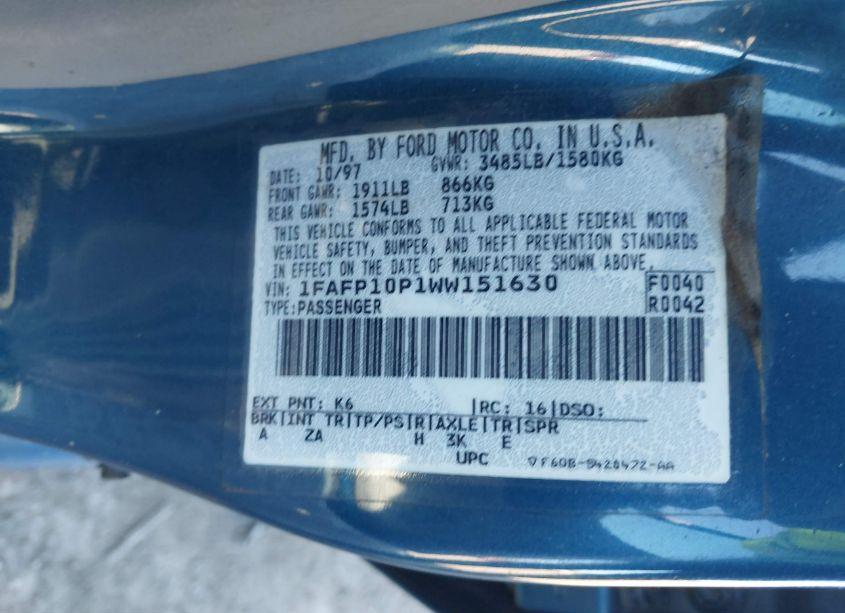 MFD. BY FORD MOTOR CO. IN U.S.A.
DATE: 10/97 GVWR: 3485LB/1580KG
FRONT GAWR: 1911LB 866KG
REAR GAWR: 1574LB 713KG
THIS VEHICLE CONFORMS TO ALL APPLICABLE FEDERAL MOTOR
VEHICLE SAFETY, BUMPER, AND THEFT PREVENTION STANDARDS
IN EFFECT ON THE DATE OF MANUFACTURE SHOWN ABOVE.
VIN: 1FAFP10P1WW151630 F0040
TYPE: PASSENGER R0042
EXT PNT: K6 |RC: 16|DSO:
BRK|INT TR|TP/PS|R|AXLE|TR|SPR
A ZA H 3K E
UPC